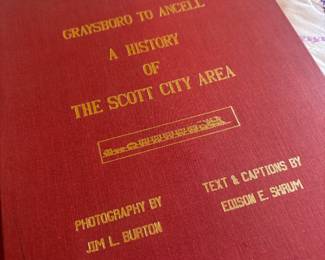 GRAYSBORO TO ANCELL
A HISTORY
OF
THE SCOTT CITY AREA
PHOTOGRAPHY BY
JIM L. BURTON
TEXT & CAPTIONS BY
EDISON E. SHRUM